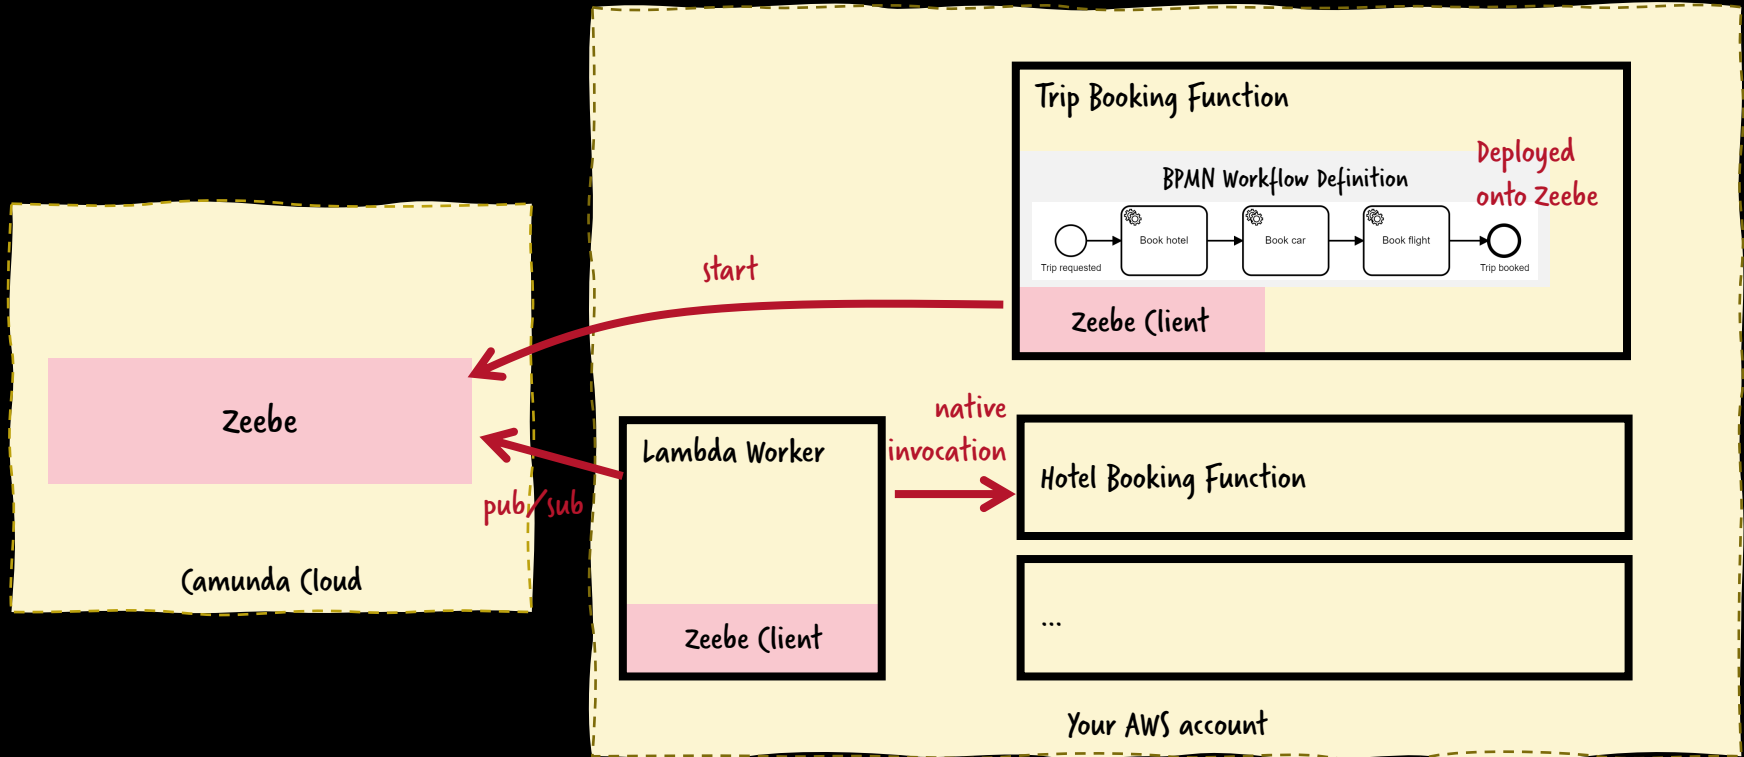 Trip Booking Function
BPMN Workflow Definition
Deployed
onto Zeebe
Book hotel
Book car
Book flight
Trip requested
Trip booked
Zeebe Client
start
Zeebe
pub/sub
Camunda Cloud
Lambda Worker
Zeebe Client
native
invocation
Hotel Booking Function
...
Your AWS account